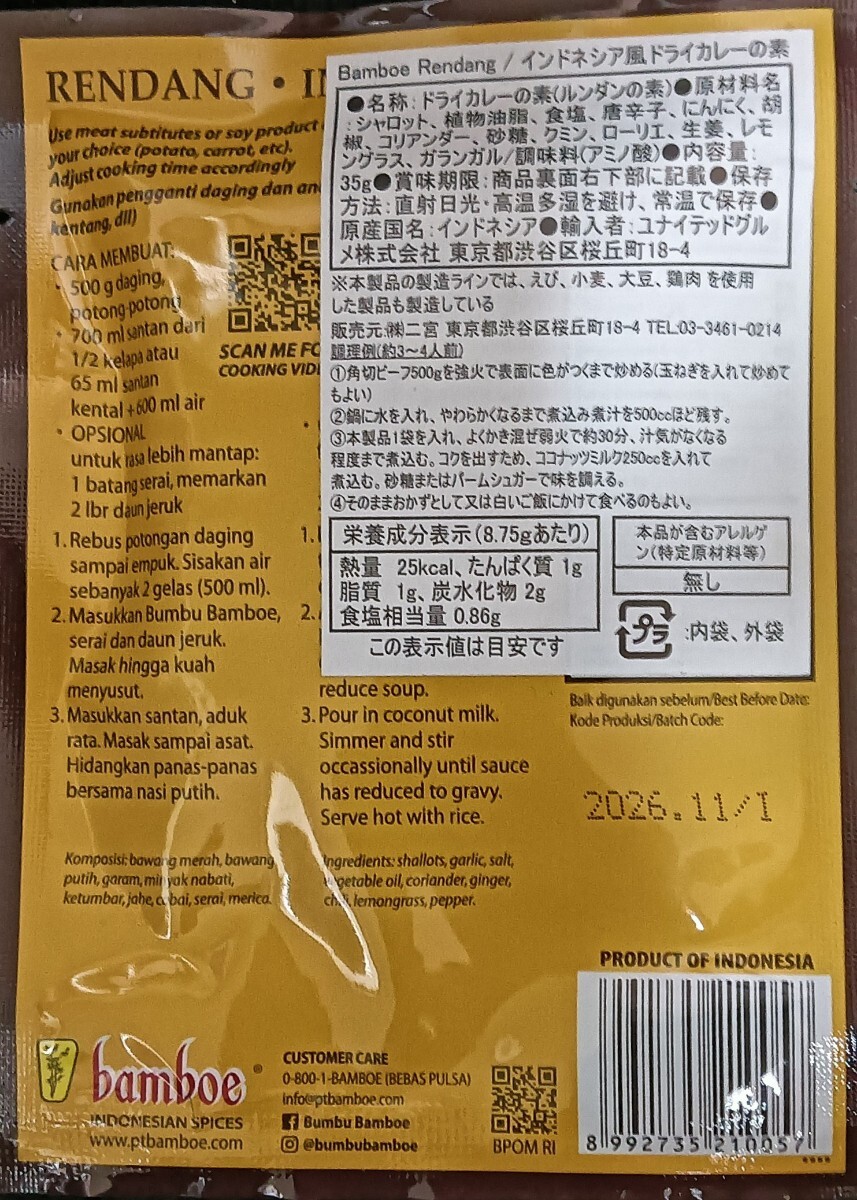 RENDANG • I
Use meat subtitutes or soy product
your choice (potato, carrot, etc).
Adjust cooking time accordingly
Gunakan pengganti daging dan
kentang, dll)
CARA MEMBUAT:
• 500 g daging,
potong-potong
• 700 ml santan dari
1/2 kelapa atau
65 ml santan
kental + 600 ml air
• OPSIONAL
untuk rasa lebih mantap:
1 batang serai, memarkan
2 lbr daun jeruk
1. Rebus potongan daging
sampai empuk. Sisakan air
sebanyak 2 gelas (500 ml).
2. Masukkan Bumbu Bamboe,
serai dan daun jeruk.
Masak hingga kuah
menyusut.
3. Masukkan santan, aduk
rata. Masak sampai asat.
Hidangkan panas-panas
bersama nasi putih.
SCAN ME FO
COOKING VID
1.
2.
reduce soup.
3. Pour in coconut milk.
Simmer and stir
occassionally until sauce
has reduced to gravy.
Serve hot with rice.
Bamboe Rendang / インドネシア風ドライカレーの素
●名称:ドライカレーの素(ルンダンの素)●原材料名
:シャロット、植物油脂、食塩、唐辛子、にんにく、胡
椒、コリアンダー、砂糖、クミン、ローリエ、生姜、レモ
ングラス、ガランガル/調味料(アミノ酸)●内容量:
35g●賞味期限:商品裏面右下部に記載●保存
方法:直射日光・高温多湿を避け、常温で保存●
原産国名:インドネシア●輸入者:ユナイテッドグル
メ株式会社 東京都渋谷区桜丘町18-4
※本製品の製造ラインでは、えび、小麦、大豆、鶏肉 を使用
した製品も製造している
販売元:㈱二宮 東京都渋谷区桜丘町18-4 TEL:03-3461-0214
調理例(約3〜4人前)
①角切ビーフ500gを強火で表面に色がつくまで炒める(玉ねぎを入れて炒めて
もよい)
②鍋に水を入れ、やわらかくなるまで煮込み煮汁を500ccほど残す。
③本製品1袋を入れ、よくかき混ぜ弱火で約30分、汁気がなくなる
程度まで煮込む。コクを出すため、ココナッツミルク250ccを入れて
煮込む。砂糖またはパームシュガーで味を調える。
④そのままおかずとして又は白いご飯にかけて食べるのもよい。
栄養成分表示(8.75gあたり)
熱量 25kcal、たんぱく質 1g
脂質 1g、炭水化物 2g
食塩相当量 0.86g
この表示値は目安です
本品が含むアレルゲ
ン(特定原材料等)
無し
プラ :内袋、外袋
Baik digunakan sebelum/Best Before Date:
Kode Produksi/Batch Code:
2026.11/I
Komposisi: bawang merah, bawang
putih, garam, minyak nabati,
ketumbar, jahe, cabai, serai, merica.
Ingredients: shallots, garlic, salt,
vegetable oil, coriander, ginger,
chili, lemongrass, pepper.
PRODUCT OF INDONESIA
8 992735 210057
bamboe
INDONESIAN SPICES
www.ptbamboe.com
CUSTOMER CARE
0-800-1-BAMBOE (BEBAS PULSA)
info@ptbamboe.com
Bumbu Bamboe
@bumbubamboe
BPOM RI